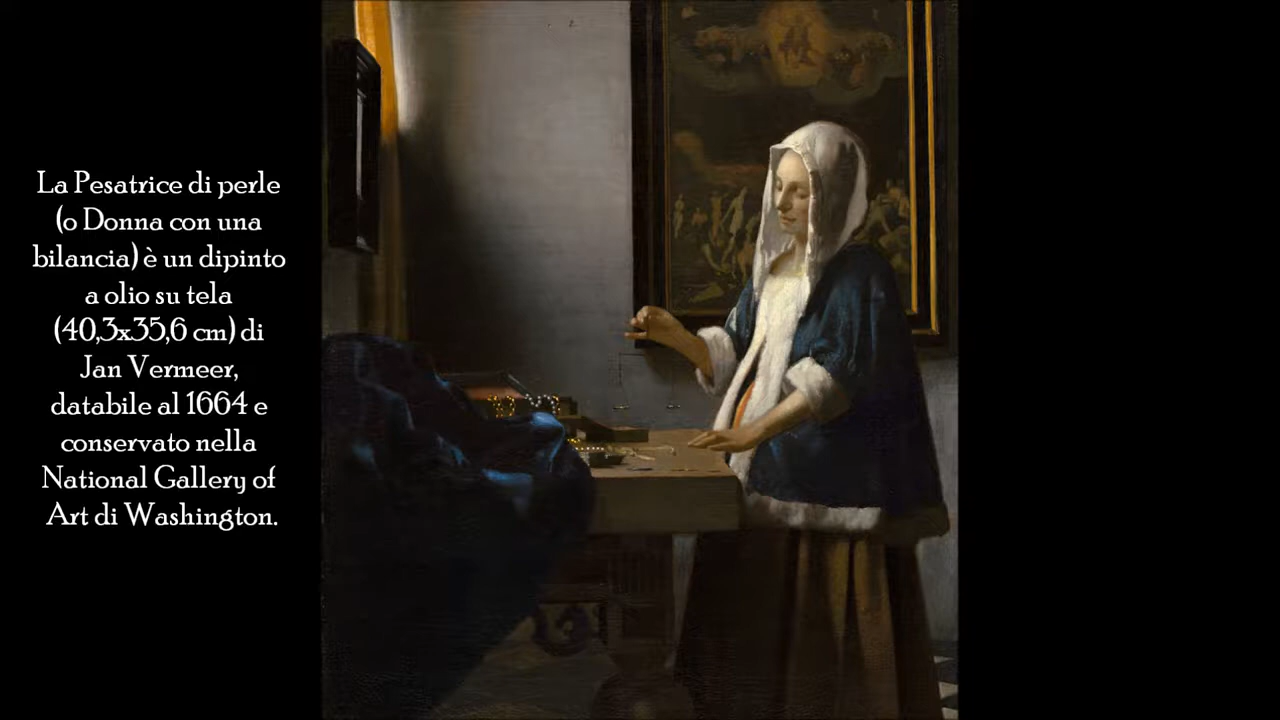 La Pesatrice di perle
(o Donna con una
bilancia) è un dipinto
a olio su tela
(40,3x35,6 cm) di
Jan Vermeer,
databile al 1664 e
conservato nella
National Gallery of
Art di Washington.